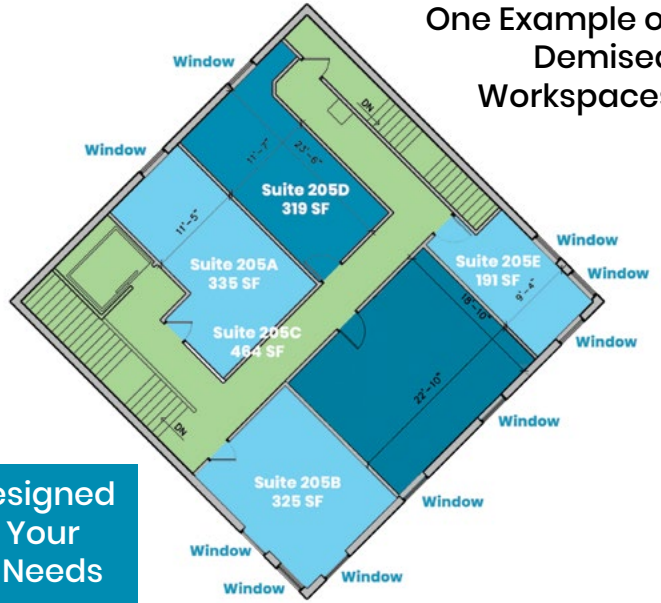 One Example o
Demised
Workspaces
Window
Window
DN
11'-7"
23'-6"
Suite 205D
319 SF
11'-5"
Suite 205A
335 SF
Suite 205C
464 SF
Suite 205E
191 SF
Window
Window
9'-4"
18'-10"
Window
22'-10"
Window
DN
Suite 205B
325 SF
Window
Window
Window
Window
esigned
Your
Needs